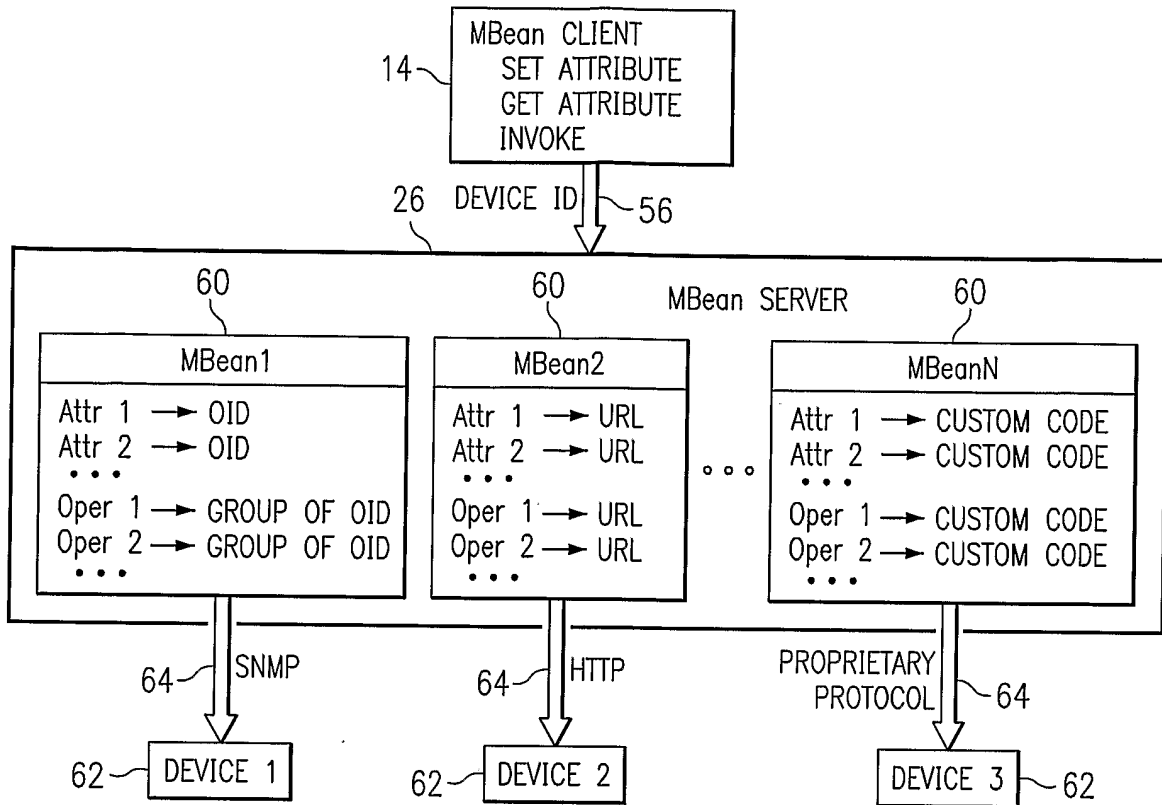 MBean CLIENT
SET ATTRIBUTE
GET ATTRIBUTE
INVOKE
14
DEVICE ID
56
26
MBean SERVER
60
MBean1
Attr 1 → OID
Attr 2 → OID
• • •
Oper 1 → GROUP OF OID
Oper 2 → GROUP OF OID
• • •
60
MBean2
Attr 1 → URL
Attr 2 → URL
• • •
Oper 1 → URL
Oper 2 → URL
• • •
60
MBeanN
Attr 1 → CUSTOM CODE
Attr 2 → CUSTOM CODE
• • •
Oper 1 → CUSTOM CODE
Oper 2 → CUSTOM CODE
• • •
64
SNMP
64
HTTP
PROPRIETARY
PROTOCOL
64
62
DEVICE 1
62
DEVICE 2
DEVICE 3
62